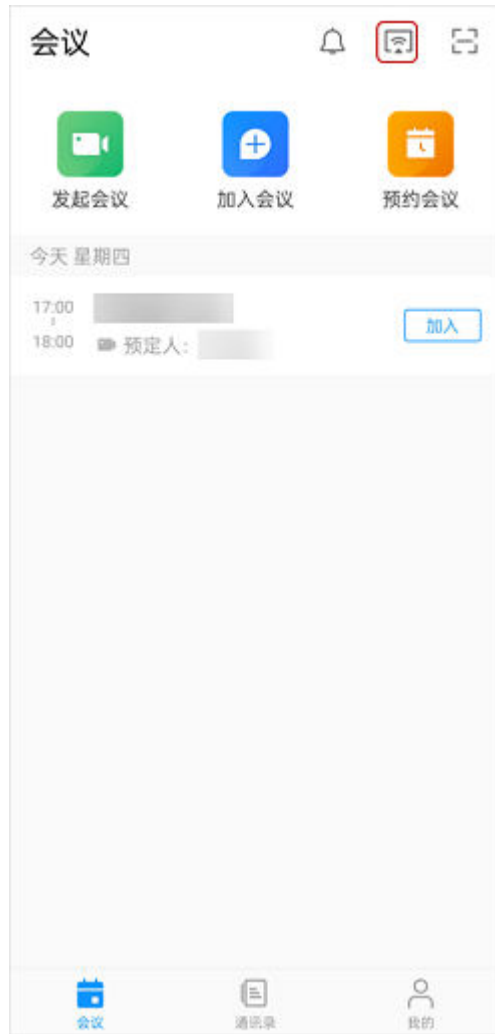 会议
发起会议
加入会议
预约会议
今天 星期四
17:00
18:00
预定人:
加入
会议
通讯录
我的